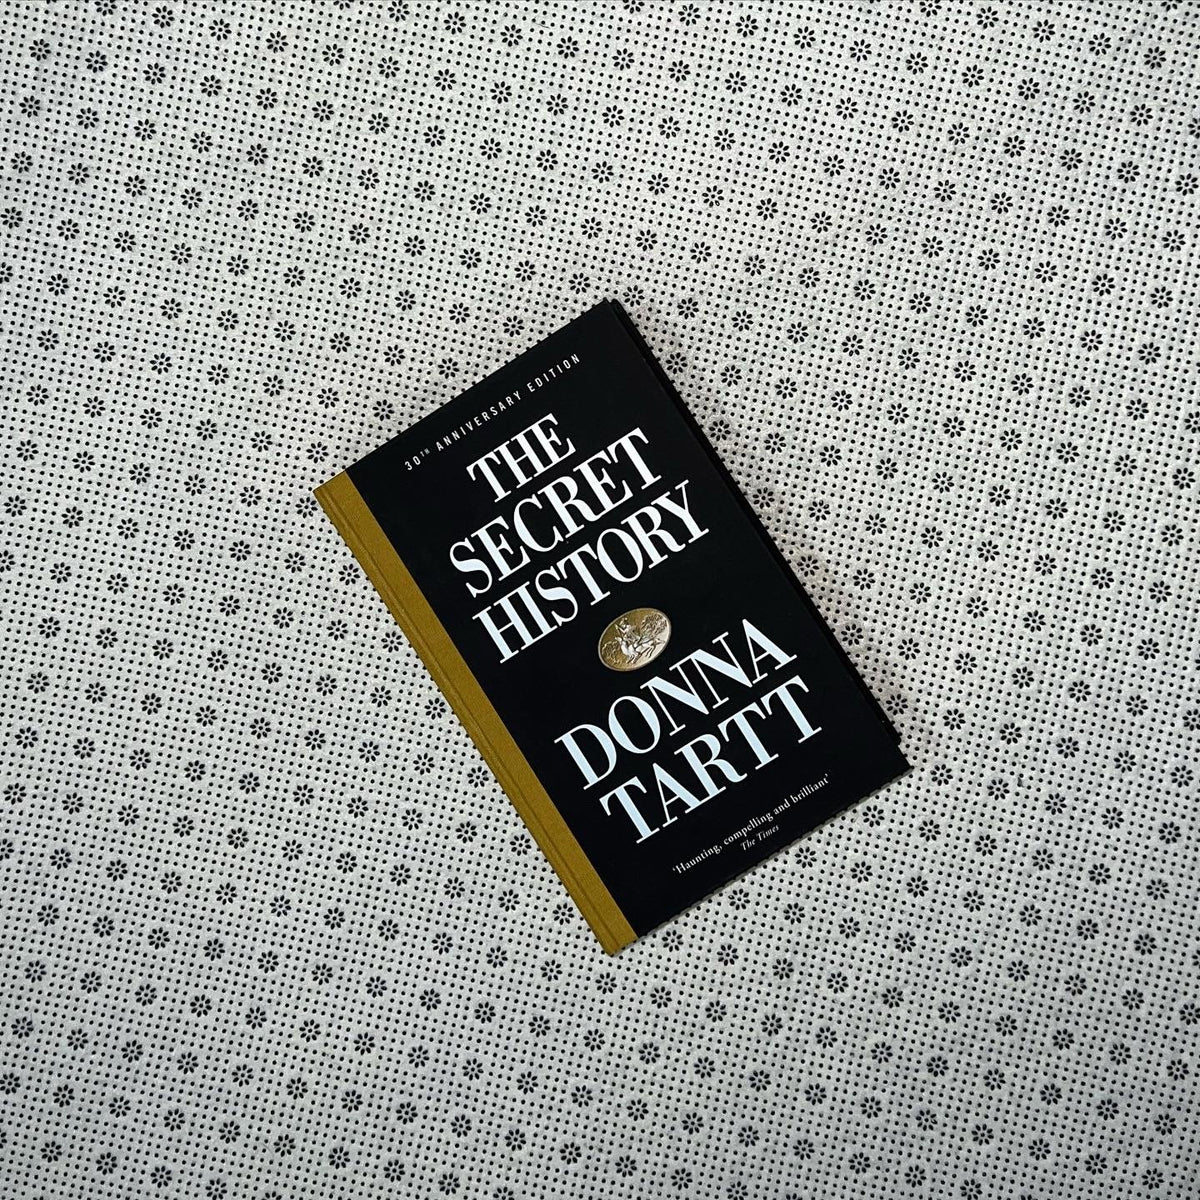 30TH ANNIVERSARY EDITION
THE
SECRET
HISTORY
DONNA
TARTT
‘Haunting, compelling and brilliant’
The Times